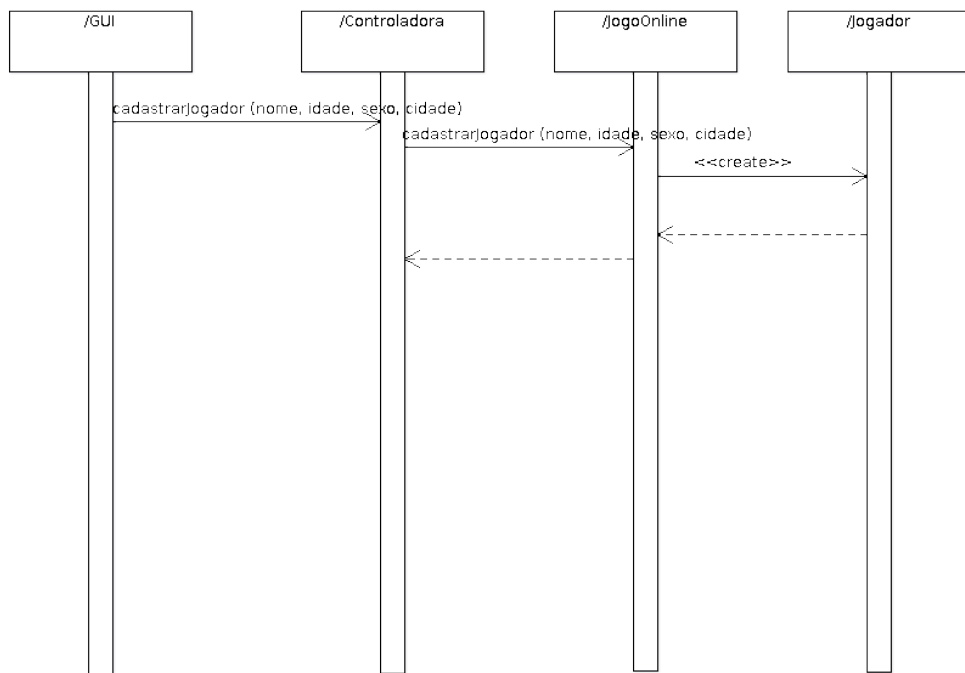 /GUI
/Controladora
/JogoOnline
/Jogador
cadastrarJogador (nome, idade, sexo, cidade)
cadastrarJogador (nome, idade, sexo, cidade)
<<create>>